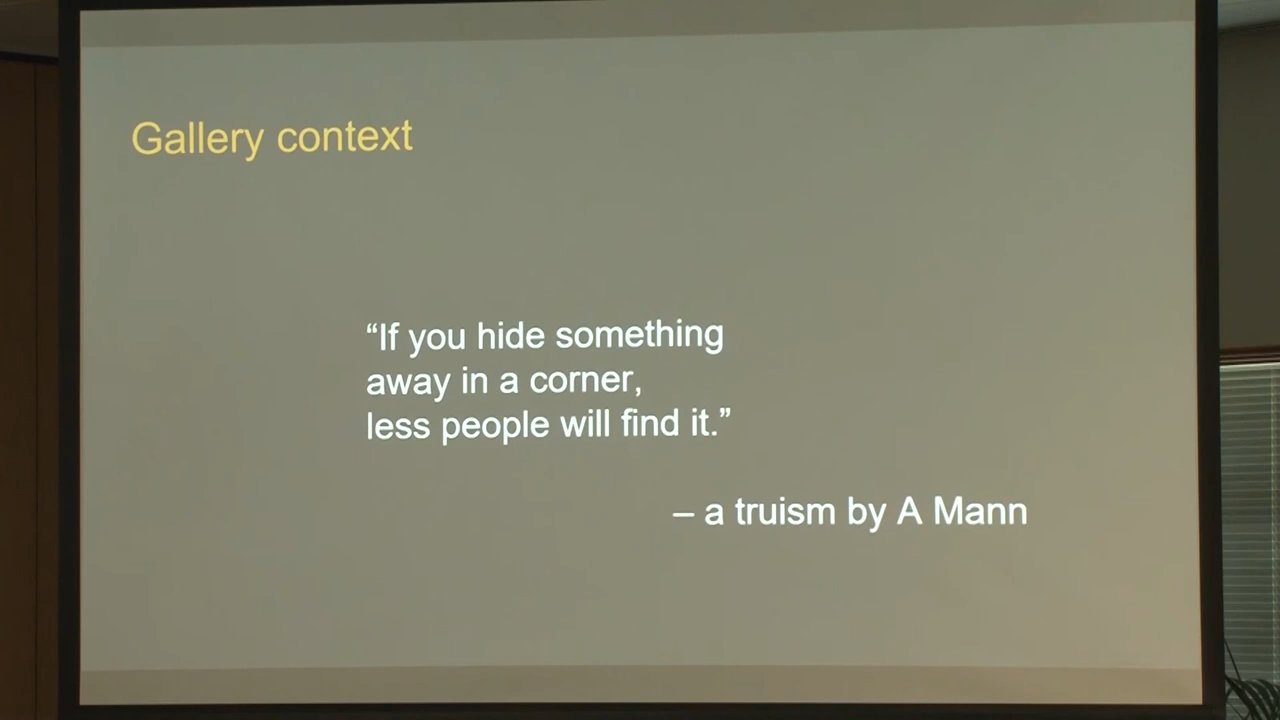 Gallery context
“If you hide something
away in a corner,
less people will find it.”
– a truism by A Mann